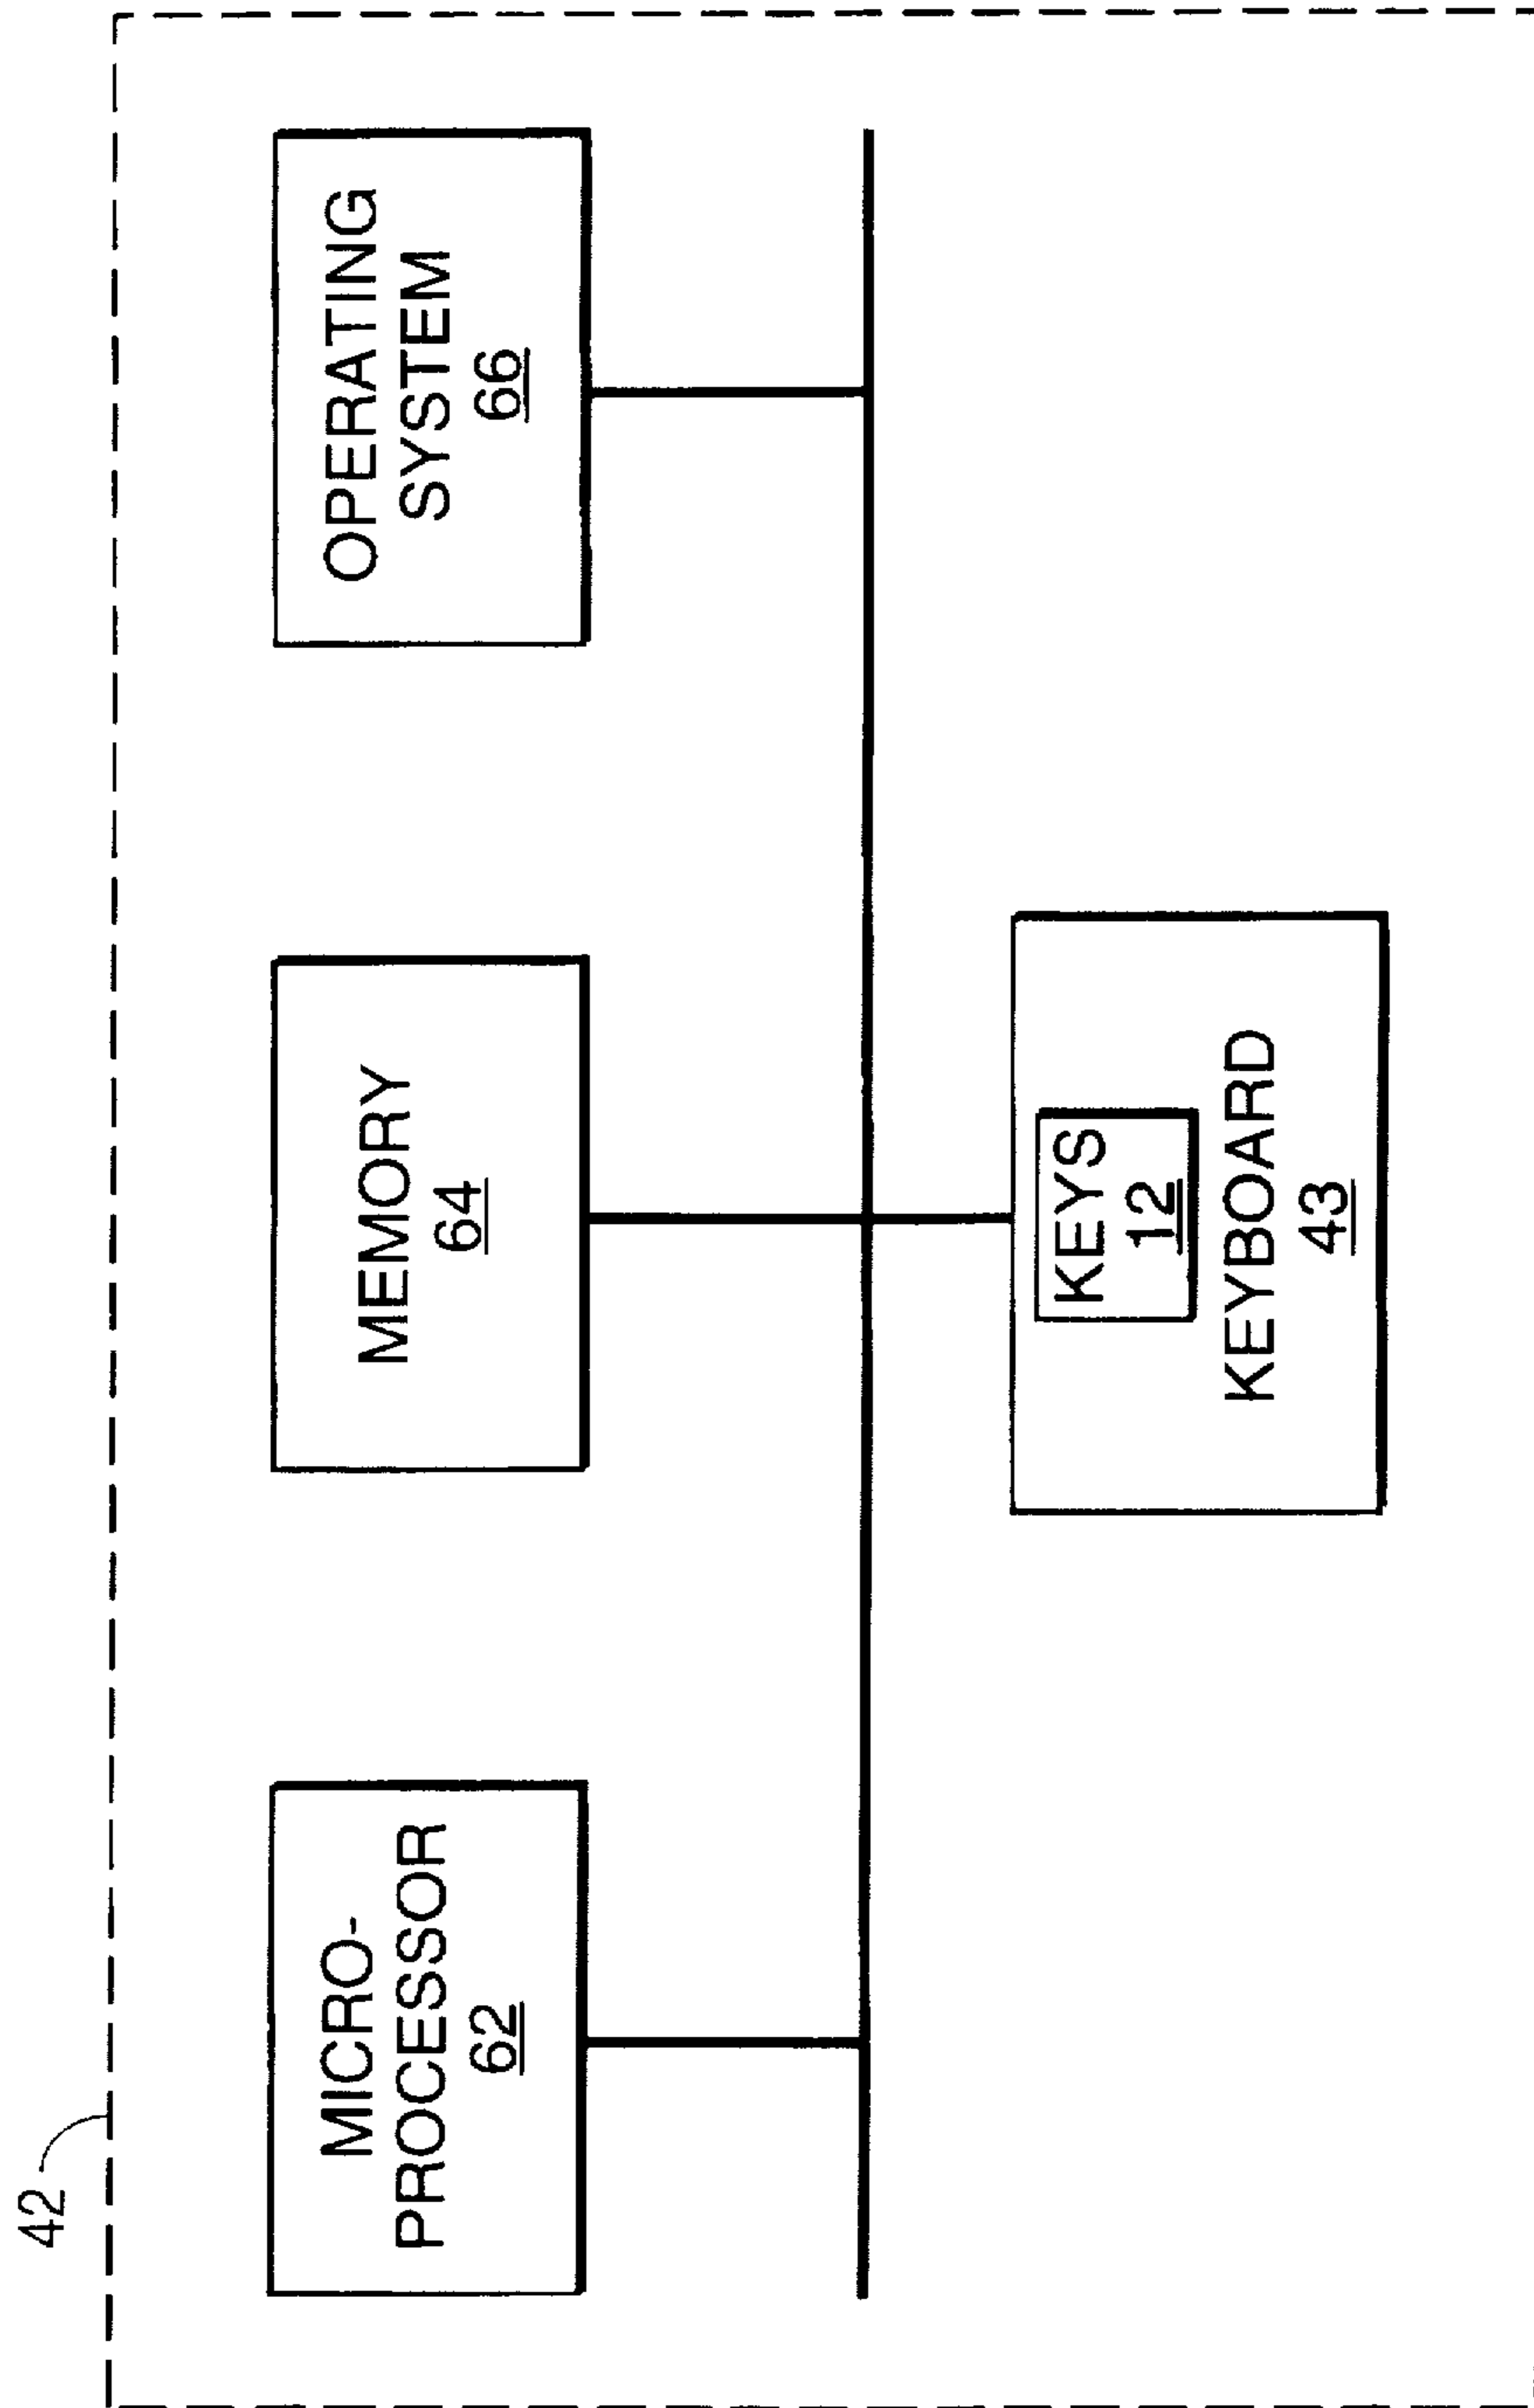 42
MICRO-
PROCESSOR
62
MEMORY
64
OPERATING
SYSTEM
66
KEYS
12
KEYBOARD
43